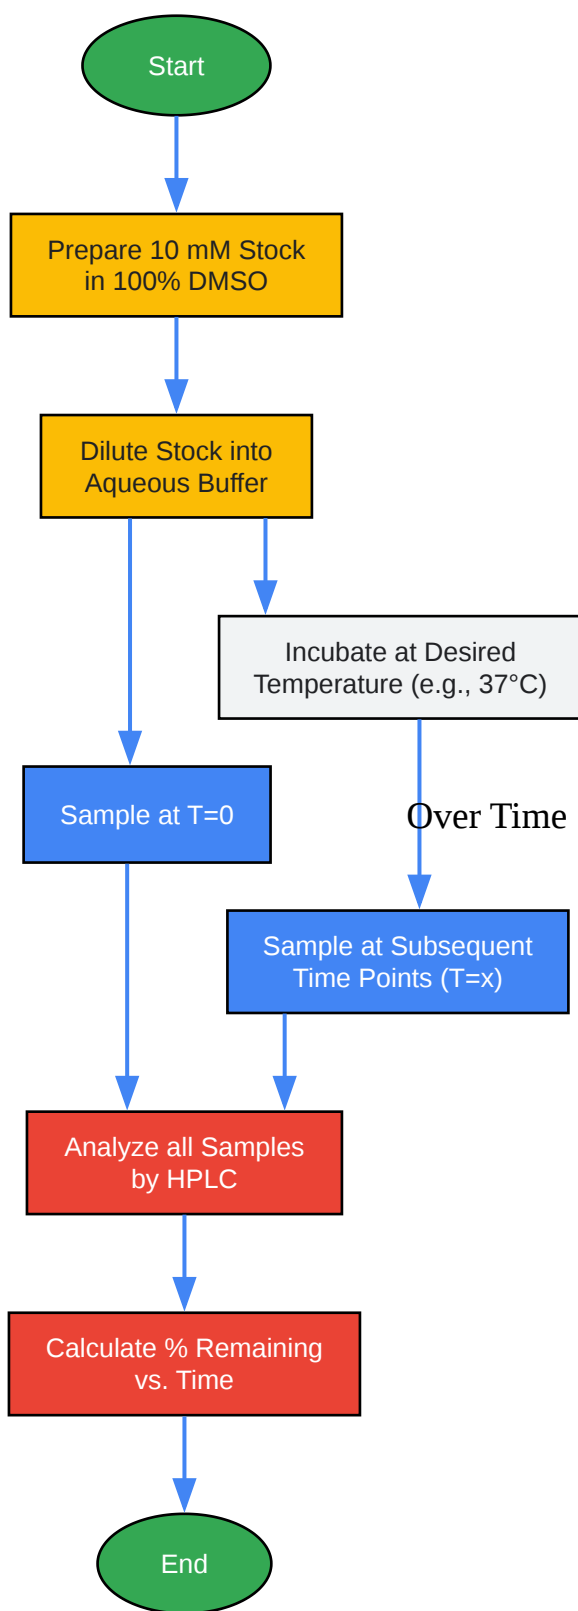 Start
Prepare 10 mM Stock
in 100% DMSO
Dilute Stock into
Aqueous Buffer
Incubate at Desired
Temperature (e.g., 37°C)
Sample at T=0
Over Time
Sample at Subsequent
Time Points (T=x)
Analyze all Samples
by HPLC
Calculate % Remaining
vs. Time
End